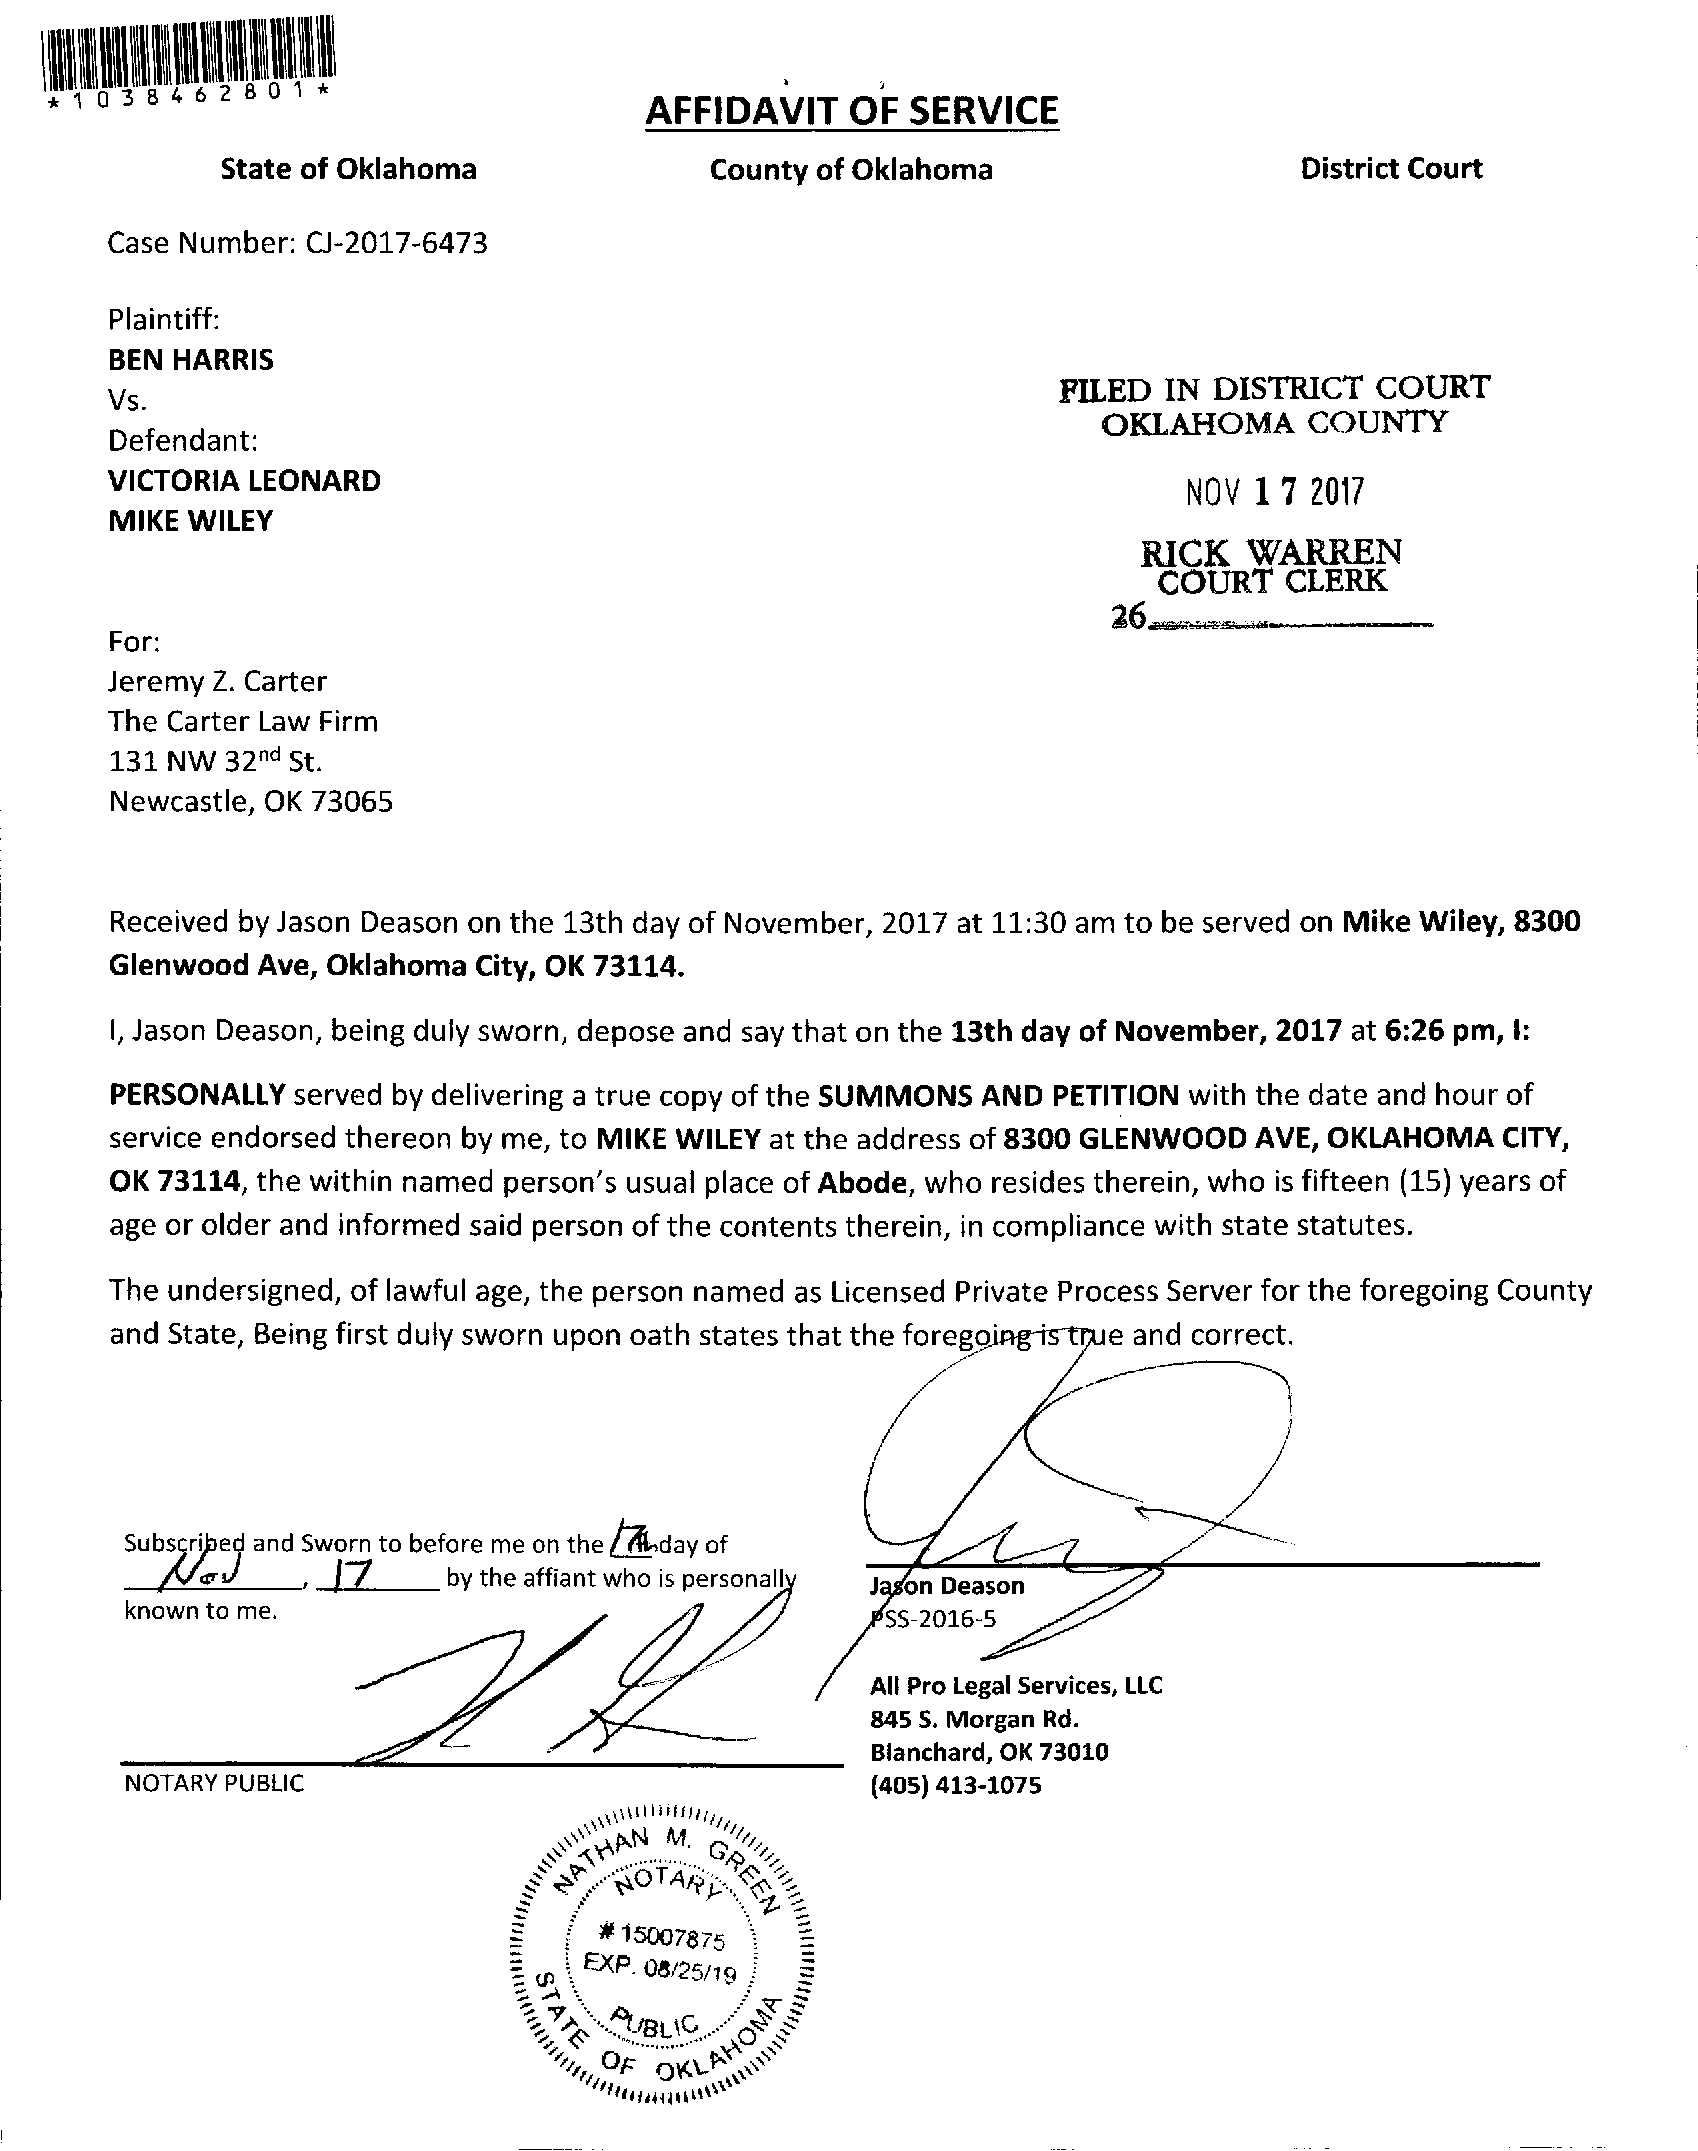 *1038462801*
AFFIDAVIT OF SERVICE
State of Oklahoma County of Oklahoma District Court
Case Number: CJ-2017-6473
Plaintiff:
BEN HARRIS
Vs.
Defendant:
VICTORIA LEONARD
MIKE WILEY
FILED IN DISTRICT COURT
OKLAHOMA COUNTY
NOV 17 2017
RICK WARREN
COURT CLERK
26
For:
Jeremy Z. Carter
The Carter Law Firm
131 NW 32nd St.
Newcastle, OK 73065
Received by Jason Deason on the 13th day of November, 2017 at 11:30 am to be served on Mike Wiley, 8300
Glenwood Ave, Oklahoma City, OK 73114.
I, Jason Deason, being duly sworn, depose and say that on the 13th day of November, 2017 at 6:26 pm, I:
PERSONALLY served by delivering a true copy of the SUMMONS AND PETITION with the date and hour of
service endorsed thereon by me, to MIKE WILEY at the address of 8300 GLENWOOD AVE, OKLAHOMA CITY,
OK 73114, the within named person's usual place of Abode, who resides therein, who is fifteen (15) years of
age or older and informed said person of the contents therein, in compliance with state statutes.
The undersigned, of lawful age, the person named as Licensed Private Process Server for the foregoing County
and State, Being first duly sworn upon oath states that the foregoing is true and correct.
Subscribed and Sworn to before me on the 17th day of
Nov, 17 by the affiant who is personally
known to me.
NOTARY PUBLIC
Jason Deason
PSS-2016-5
All Pro Legal Services, LLC
845 S. Morgan Rd.
Blanchard, OK 73010
(405) 413-1075
NATHAN M. GREEN
NOTARY
# 15007875
EXP. 08/25/19
PUBLIC
STATE OF OKLAHOMA